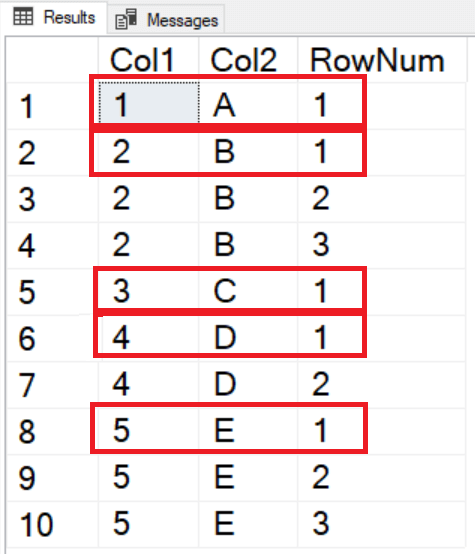 Results Messages
Col1 Col2 RowNum
1 1 A 1
2 2 B 1
3 2 B 2
4 2 B 3
5 3 C 1
6 4 D 1
7 4 D 2
8 5 E 1
9 5 E 2
10 5 E 3